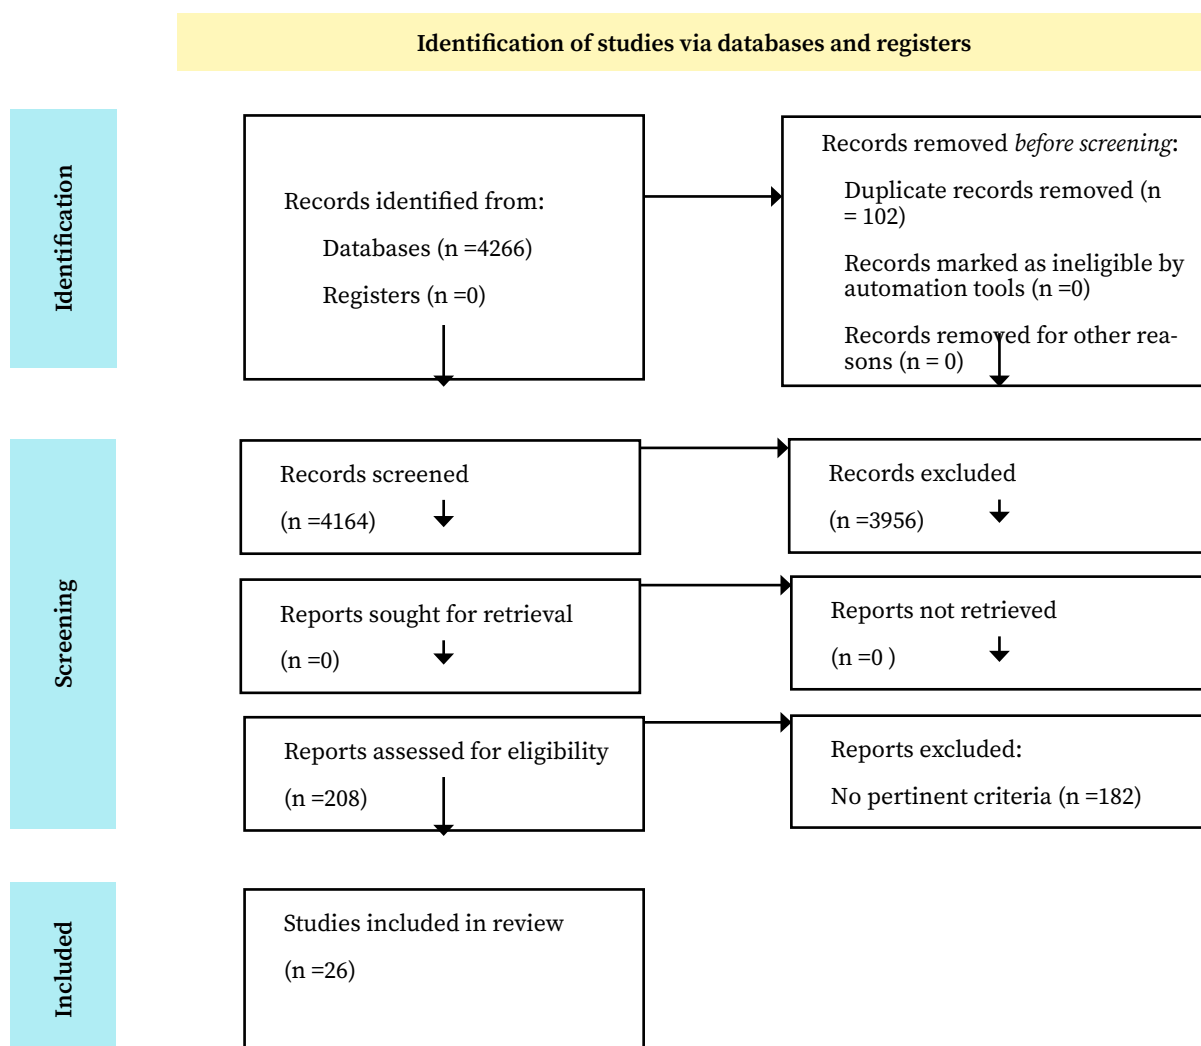 Identification of studies via databases and registers
Identification
Records identified from:
Databases (n =4266)
Registers (n =0)
Records removed before screening:
Duplicate records removed (n
= 102)
Records marked as ineligible by
automation tools (n =0)
Records removed for other rea-
sons (n = 0)
Screening
Records screened
(n =4164)
Records excluded
(n =3956)
Reports sought for retrieval
(n =0)
Reports not retrieved
(n =0 )
Reports assessed for eligibility
(n =208)
Reports excluded:
No pertinent criteria (n =182)
Included
Studies included in review
(n =26)